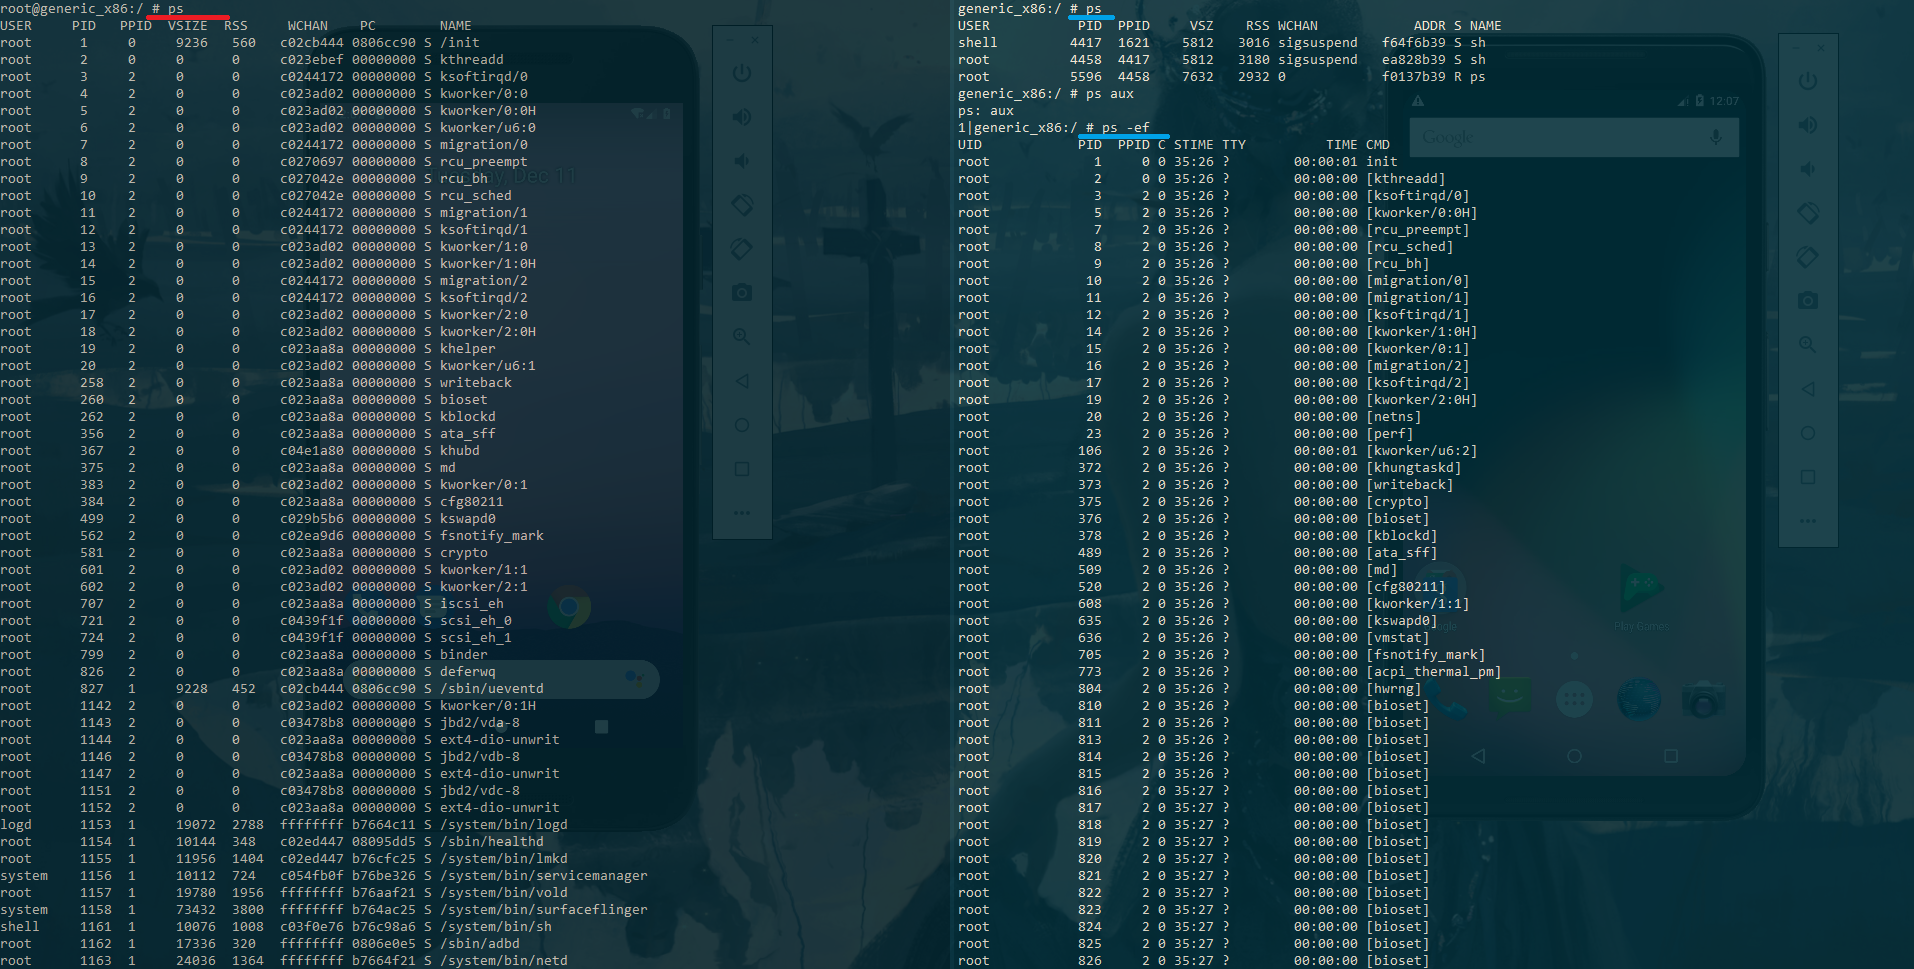 root@generic_x86:/ # ps
USER PID PPID VSIZE RSS WCHAN PC NAME
root 1 0 9236 560 c02cb444 0806cc90 S /init
root 2 0 0 0 c023ebef 00000000 S kthreadd
root 3 2 0 0 c0244172 00000000 S ksoftirqd/0
root 4 2 0 0 c023ad02 00000000 S kworker/0:0
root 5 2 0 0 c023ad02 00000000 S kworker/0:0H
root 6 2 0 0 c023ad02 00000000 S kworker/u6:0
root 7 2 0 0 c0244172 00000000 S migration/0
root 8 2 0 0 c0270697 00000000 S rcu_preempt
root 9 2 0 0 c027042e 00000000 S rcu_bh
root 10 2 0 0 c027042e 00000000 S rcu_sched
root 11 2 0 0 c0244172 00000000 S migration/1
root 12 2 0 0 c0244172 00000000 S ksoftirqd/1
root 13 2 0 0 c023ad02 00000000 S kworker/1:0
root 14 2 0 0 c023ad02 00000000 S kworker/1:0H
root 15 2 0 0 c0244172 00000000 S migration/2
root 16 2 0 0 c0244172 00000000 S ksoftirqd/2
root 17 2 0 0 c023ad02 00000000 S kworker/2:0
root 18 2 0 0 c023ad02 00000000 S kworker/2:0H
root 19 2 0 0 c023aa8a 00000000 S khelper
root 20 2 0 0 c023ad02 00000000 S kworker/u6:1
root 258 2 0 0 c023aa8a 00000000 S writeback
root 260 2 0 0 c023aa8a 00000000 S bioset
root 262 2 0 0 c023aa8a 00000000 S kblockd
root 356 2 0 0 c023aa8a 00000000 S ata_sff
root 367 2 0 0 c04e1a80 00000000 S khubd
root 375 2 0 0 c023aa8a 00000000 S md
root 383 2 0 0 c023ad02 00000000 S kworker/0:1
root 384 2 0 0 c023aa8a 00000000 S cfg80211
root 499 2 0 0 c029b5b6 00000000 S kswapd0
root 562 2 0 0 c02ea9d6 00000000 S fsnotify_mark
root 581 2 0 0 c023aa8a 00000000 S crypto
root 601 2 0 0 c023ad02 00000000 S kworker/1:1
root 602 2 0 0 c023ad02 00000000 S kworker/2:1
root 707 2 0 0 c023aa8a 00000000 S iscsi_eh
root 721 2 0 0 c0439f1f 00000000 S scsi_eh_0
root 724 2 0 0 c0439f1f 00000000 S scsi_eh_1
root 799 2 0 0 c023aa8a 00000000 S binder
root 826 2 0 0 c023aa8a 00000000 S deferwq
root 827 1 9228 452 c02cb444 0806cc90 S /sbin/ueventd
root 1142 2 0 0 c023ad02 00000000 S kworker/0:1H
root 1143 2 0 0 c03478b8 00000000 S jbd2/vda-8
root 1144 2 0 0 c023aa8a 00000000 S ext4-dio-unwrit
root 1146 2 0 0 c03478b8 00000000 S jbd2/vdb-8
root 1147 2 0 0 c023aa8a 00000000 S ext4-dio-unwrit
root 1151 2 0 0 c03478b8 00000000 S jbd2/vdc-8
root 1152 2 0 0 c023aa8a 00000000 S ext4-dio-unwrit
logd 1153 1 19072 2788 ffffffff b7664c11 S /system/bin/logd
root 1154 1 10144 348 c02ed447 08095dd5 S /sbin/healthd
root 1155 1 11956 1404 c02ed447 b76cfc25 S /system/bin/lmkd
system 1156 1 10112 724 c054fb0f b76be326 S /system/bin/servicemanager
root 1157 1 19780 1956 ffffffff b76aaf21 S /system/bin/vold
system 1158 1 73432 3800 ffffffff b764ac25 S /system/bin/surfaceflinger
shell 1161 1 10076 1008 c03f0e76 b76c98a6 S /system/bin/sh
root 1162 1 17336 320 ffffffff 0806e0e5 S /sbin/adbd
root 1163 1 24036 1364 ffffffff b7664f21 S /system/bin/netd
generic_x86:/ # ps
USER PID PPID VSZ RSS WCHAN ADDR S NAME
shell 4417 1621 5812 3016 sigsuspend f64f6b39 S sh
root 4458 4417 5812 3180 sigsuspend ea828b39 S sh
root 5596 4458 7632 2932 0 f0137b39 R ps
generic_x86:/ # ps aux
ps: aux
1|generic_x86:/ # ps -ef
UID PID PPID C STIME TTY TIME CMD
root 1 0 0 35:26 ? 00:00:01 init
root 2 0 0 35:26 ? 00:00:00 [kthreadd]
root 3 2 0 35:26 ? 00:00:00 [ksoftirqd/0]
root 5 2 0 35:26 ? 00:00:00 [kworker/0:0H]
root 7 2 0 35:26 ? 00:00:00 [rcu_preempt]
root 8 2 0 35:26 ? 00:00:00 [rcu_sched]
root 9 2 0 35:26 ? 00:00:00 [rcu_bh]
root 10 2 0 35:26 ? 00:00:00 [migration/0]
root 11 2 0 35:26 ? 00:00:00 [migration/1]
root 12 2 0 35:26 ? 00:00:00 [ksoftirqd/1]
root 14 2 0 35:26 ? 00:00:00 [kworker/1:0H]
root 15 2 0 35:26 ? 00:00:00 [kworker/0:1]
root 16 2 0 35:26 ? 00:00:00 [migration/2]
root 17 2 0 35:26 ? 00:00:00 [ksoftirqd/2]
root 19 2 0 35:26 ? 00:00:00 [kworker/2:0H]
root 20 2 0 35:26 ? 00:00:00 [netns]
root 23 2 0 35:26 ? 00:00:00 [perf]
root 106 2 0 35:26 ? 00:00:01 [kworker/u6:2]
root 372 2 0 35:26 ? 00:00:00 [khungtaskd]
root 373 2 0 35:26 ? 00:00:00 [writeback]
root 375 2 0 35:26 ? 00:00:00 [crypto]
root 376 2 0 35:26 ? 00:00:00 [bioset]
root 378 2 0 35:26 ? 00:00:00 [kblockd]
root 489 2 0 35:26 ? 00:00:00 [ata_sff]
root 509 2 0 35:26 ? 00:00:00 [md]
root 520 2 0 35:26 ? 00:00:00 [cfg80211]
root 608 2 0 35:26 ? 00:00:00 [kworker/1:1]
root 635 2 0 35:26 ? 00:00:00 [kswapd0]
root 636 2 0 35:26 ? 00:00:00 [vmstat]
root 705 2 0 35:26 ? 00:00:00 [fsnotify_mark]
root 773 2 0 35:26 ? 00:00:00 [acpi_thermal_pm]
root 804 2 0 35:26 ? 00:00:00 [hwrng]
root 810 2 0 35:26 ? 00:00:00 [bioset]
root 811 2 0 35:26 ? 00:00:00 [bioset]
root 813 2 0 35:26 ? 00:00:00 [bioset]
root 814 2 0 35:26 ? 00:00:00 [bioset]
root 815 2 0 35:26 ? 00:00:00 [bioset]
root 816 2 0 35:27 ? 00:00:00 [bioset]
root 817 2 0 35:27 ? 00:00:00 [bioset]
root 818 2 0 35:27 ? 00:00:00 [bioset]
root 819 2 0 35:27 ? 00:00:00 [bioset]
root 820 2 0 35:27 ? 00:00:00 [bioset]
root 821 2 0 35:27 ? 00:00:00 [bioset]
root 822 2 0 35:27 ? 00:00:00 [bioset]
root 823 2 0 35:27 ? 00:00:00 [bioset]
root 824 2 0 35:27 ? 00:00:00 [bioset]
root 825 2 0 35:27 ? 00:00:00 [bioset]
root 826 2 0 35:27 ? 00:00:00 [bioset]
Dec 11
12:07
Google
Play Games